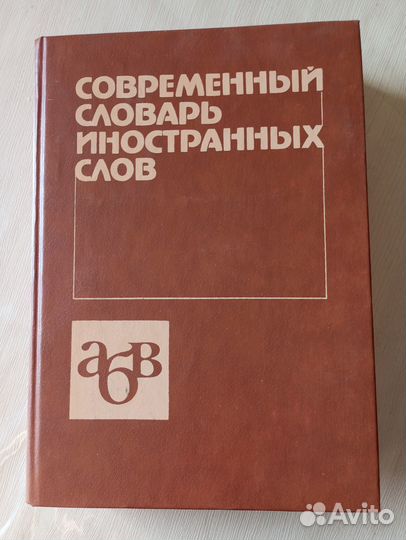 СОВРЕМЕННЫЙ
СЛОВАРЬ
ИНОСТРАННЫХ
СЛОВ
абв
Avito